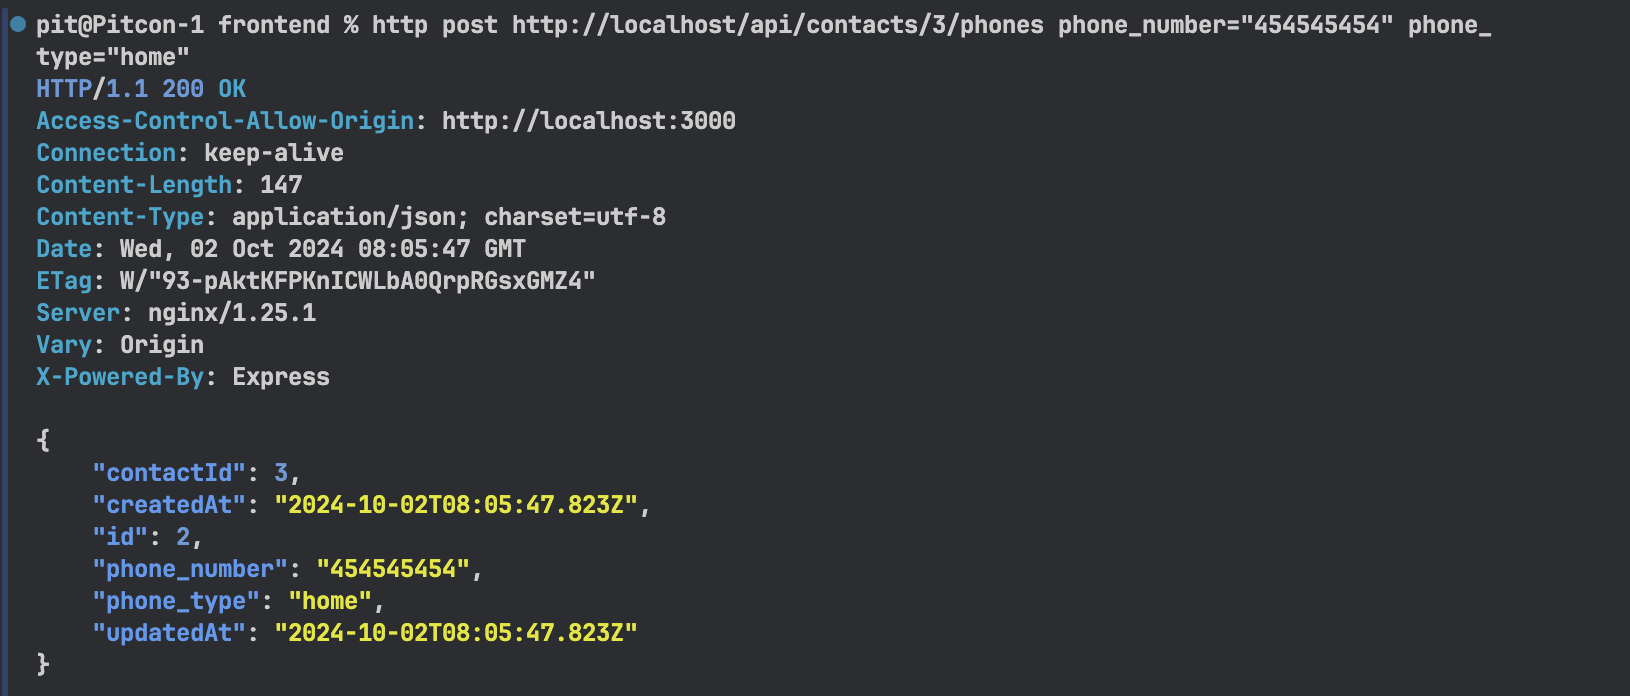 pit@Pitcon-1 frontend % http post http://localhost/api/contacts/3/phones phone_number="454545454" phone_
type="home"
HTTP/1.1 200 OK
Access-Control-Allow-Origin: http://localhost:3000
Connection: keep-alive
Content-Length: 147
Content-Type: application/json; charset=utf-8
Date: Wed, 02 Oct 2024 08:05:47 GMT
ETag: W/"93-pAktKFPKnICWLbA0QrpRGsxGMZ4"
Server: nginx/1.25.1
Vary: Origin
X-Powered-By: Express

{
    "contactId": 3,
    "createdAt": "2024-10-02T08:05:47.823Z",
    "id": 2,
    "phone_number": "454545454",
    "phone_type": "home",
    "updatedAt": "2024-10-02T08:05:47.823Z"
}